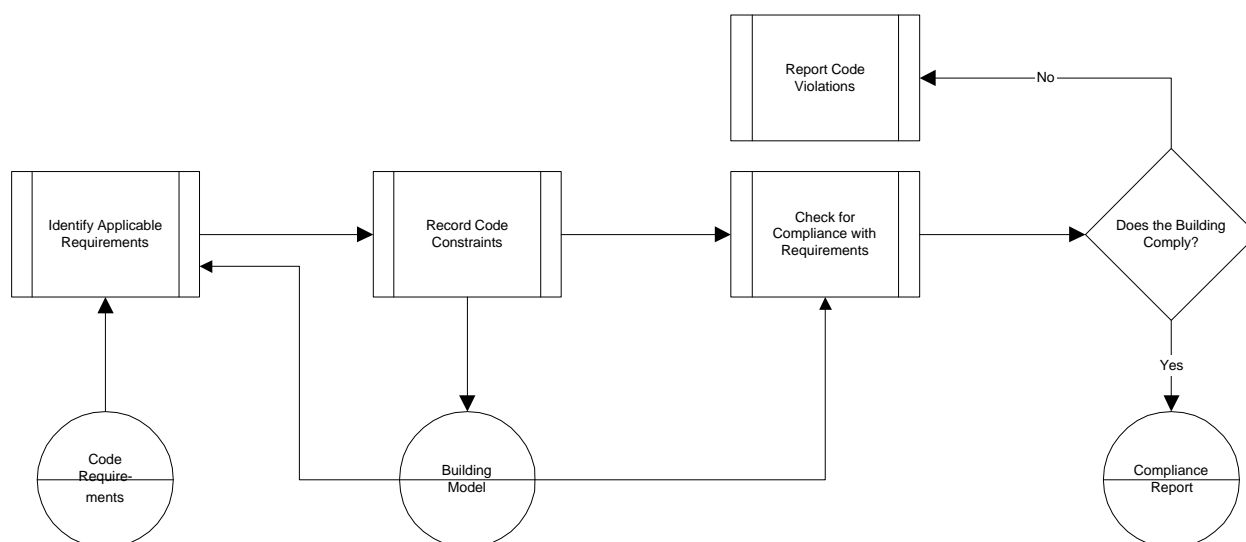 Report Code
Violations
No
Identify Applicable
Requirements
Record Code
Constraints
Check for
Compliance with
Requirements
Does the Building
Comply?
Yes
Code
Require-
ments
Building
Model
Compliance
Report